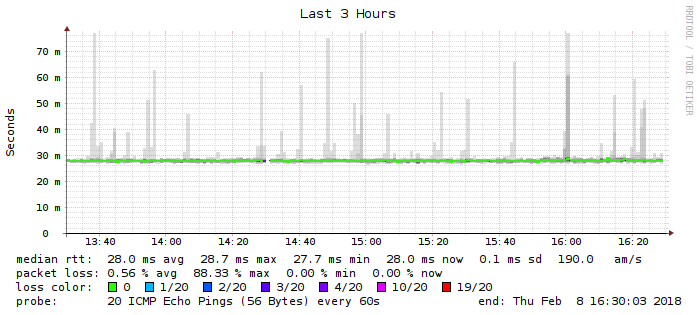 Last 3 Hours
RRDTOOL / TOBI OETIKER
Seconds
70 m
60 m
50 m
40 m
30 m
20 m
10 m
0
13:40 14:00 14:20 14:40 15:00 15:20 15:40 16:00 16:20
median rtt: 28.0 ms avg 28.7 ms max 27.7 ms min 28.0 ms now 0.1 ms sd 190.0 am/s
packet loss: 0.56 % avg 88.33 % max 0.00 % min 0.00 % now
loss color: 0 1/20 2/20 3/20 4/20 10/20 19/20
probe: 20 ICMP Echo Pings (56 Bytes) every 60s end: Thu Feb 8 16:30:03 2018